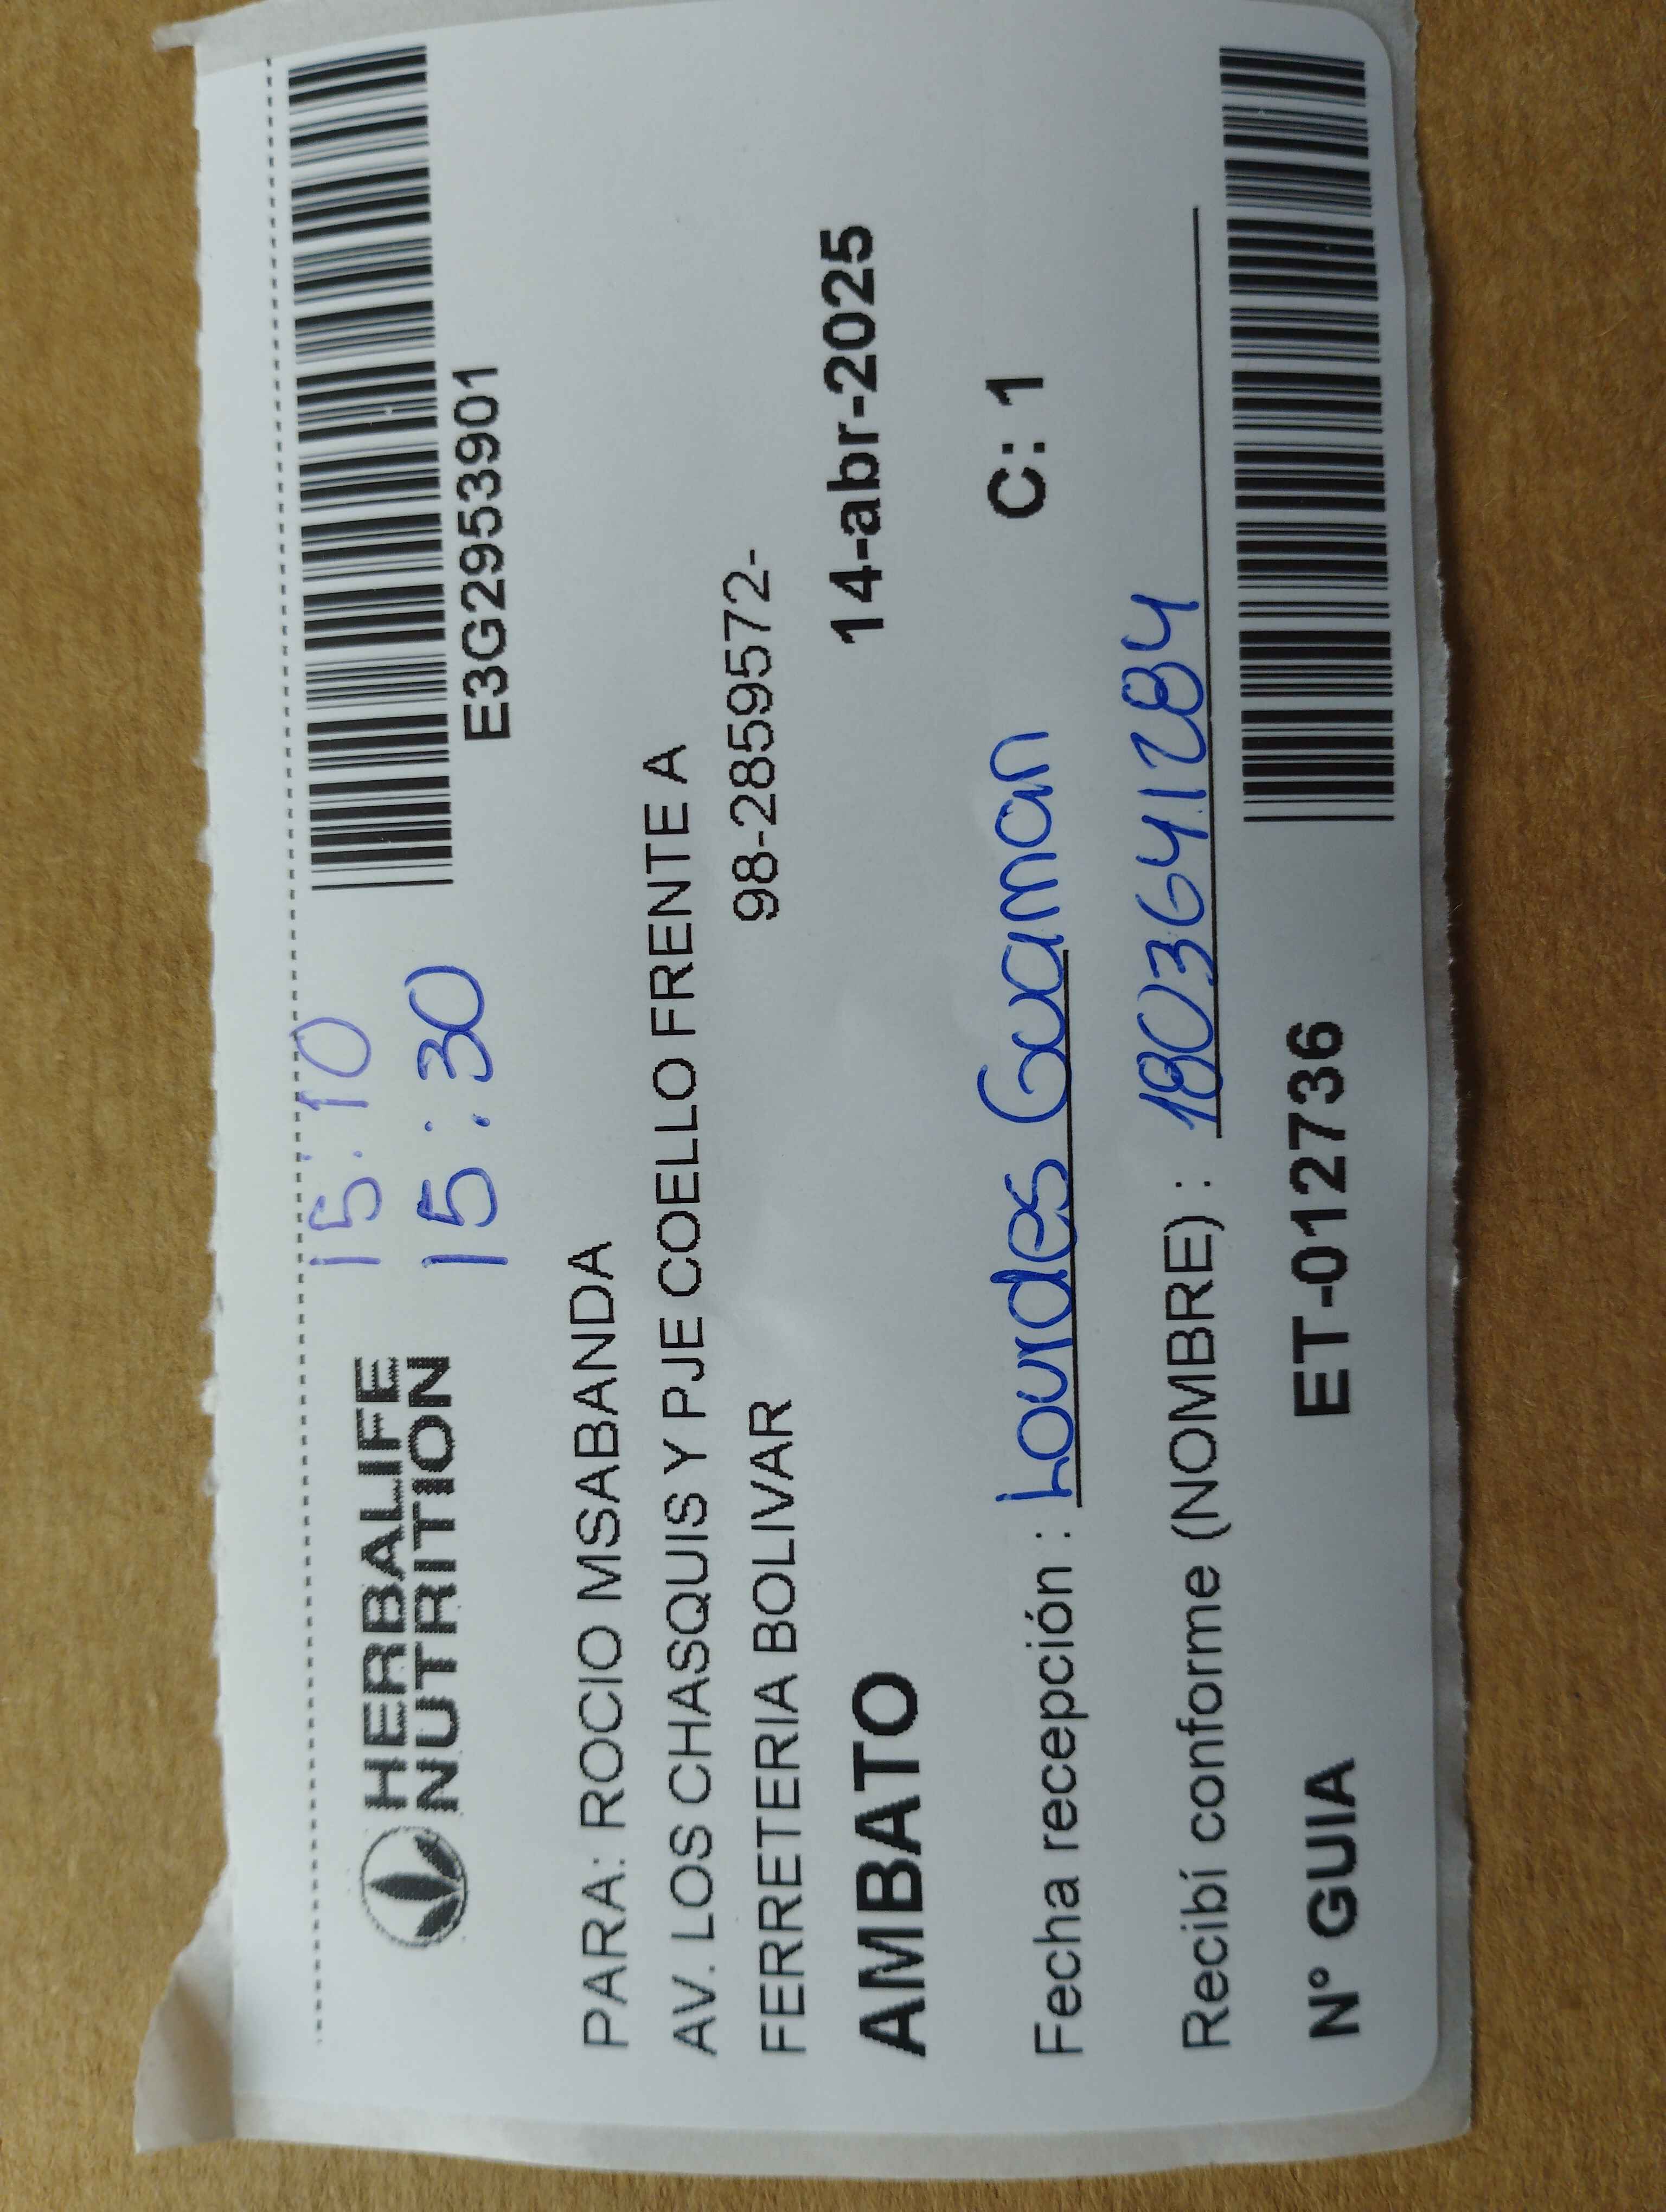 15:10
HERBALIFE
NUTRITION
15:30
E3G2953901
PARA: ROCIO MSABANDA
AV. LOS CHASQUIS Y PJE COELLO FRENTE A
FERRETERIA BOLIVAR 98-2859572-
AMBATO 14-abr-2025
Fecha recepción : Lourdes Guaman C: 1
Recibí conforme (NOMBRE) : 1803641284
N° GUIA ET-012736